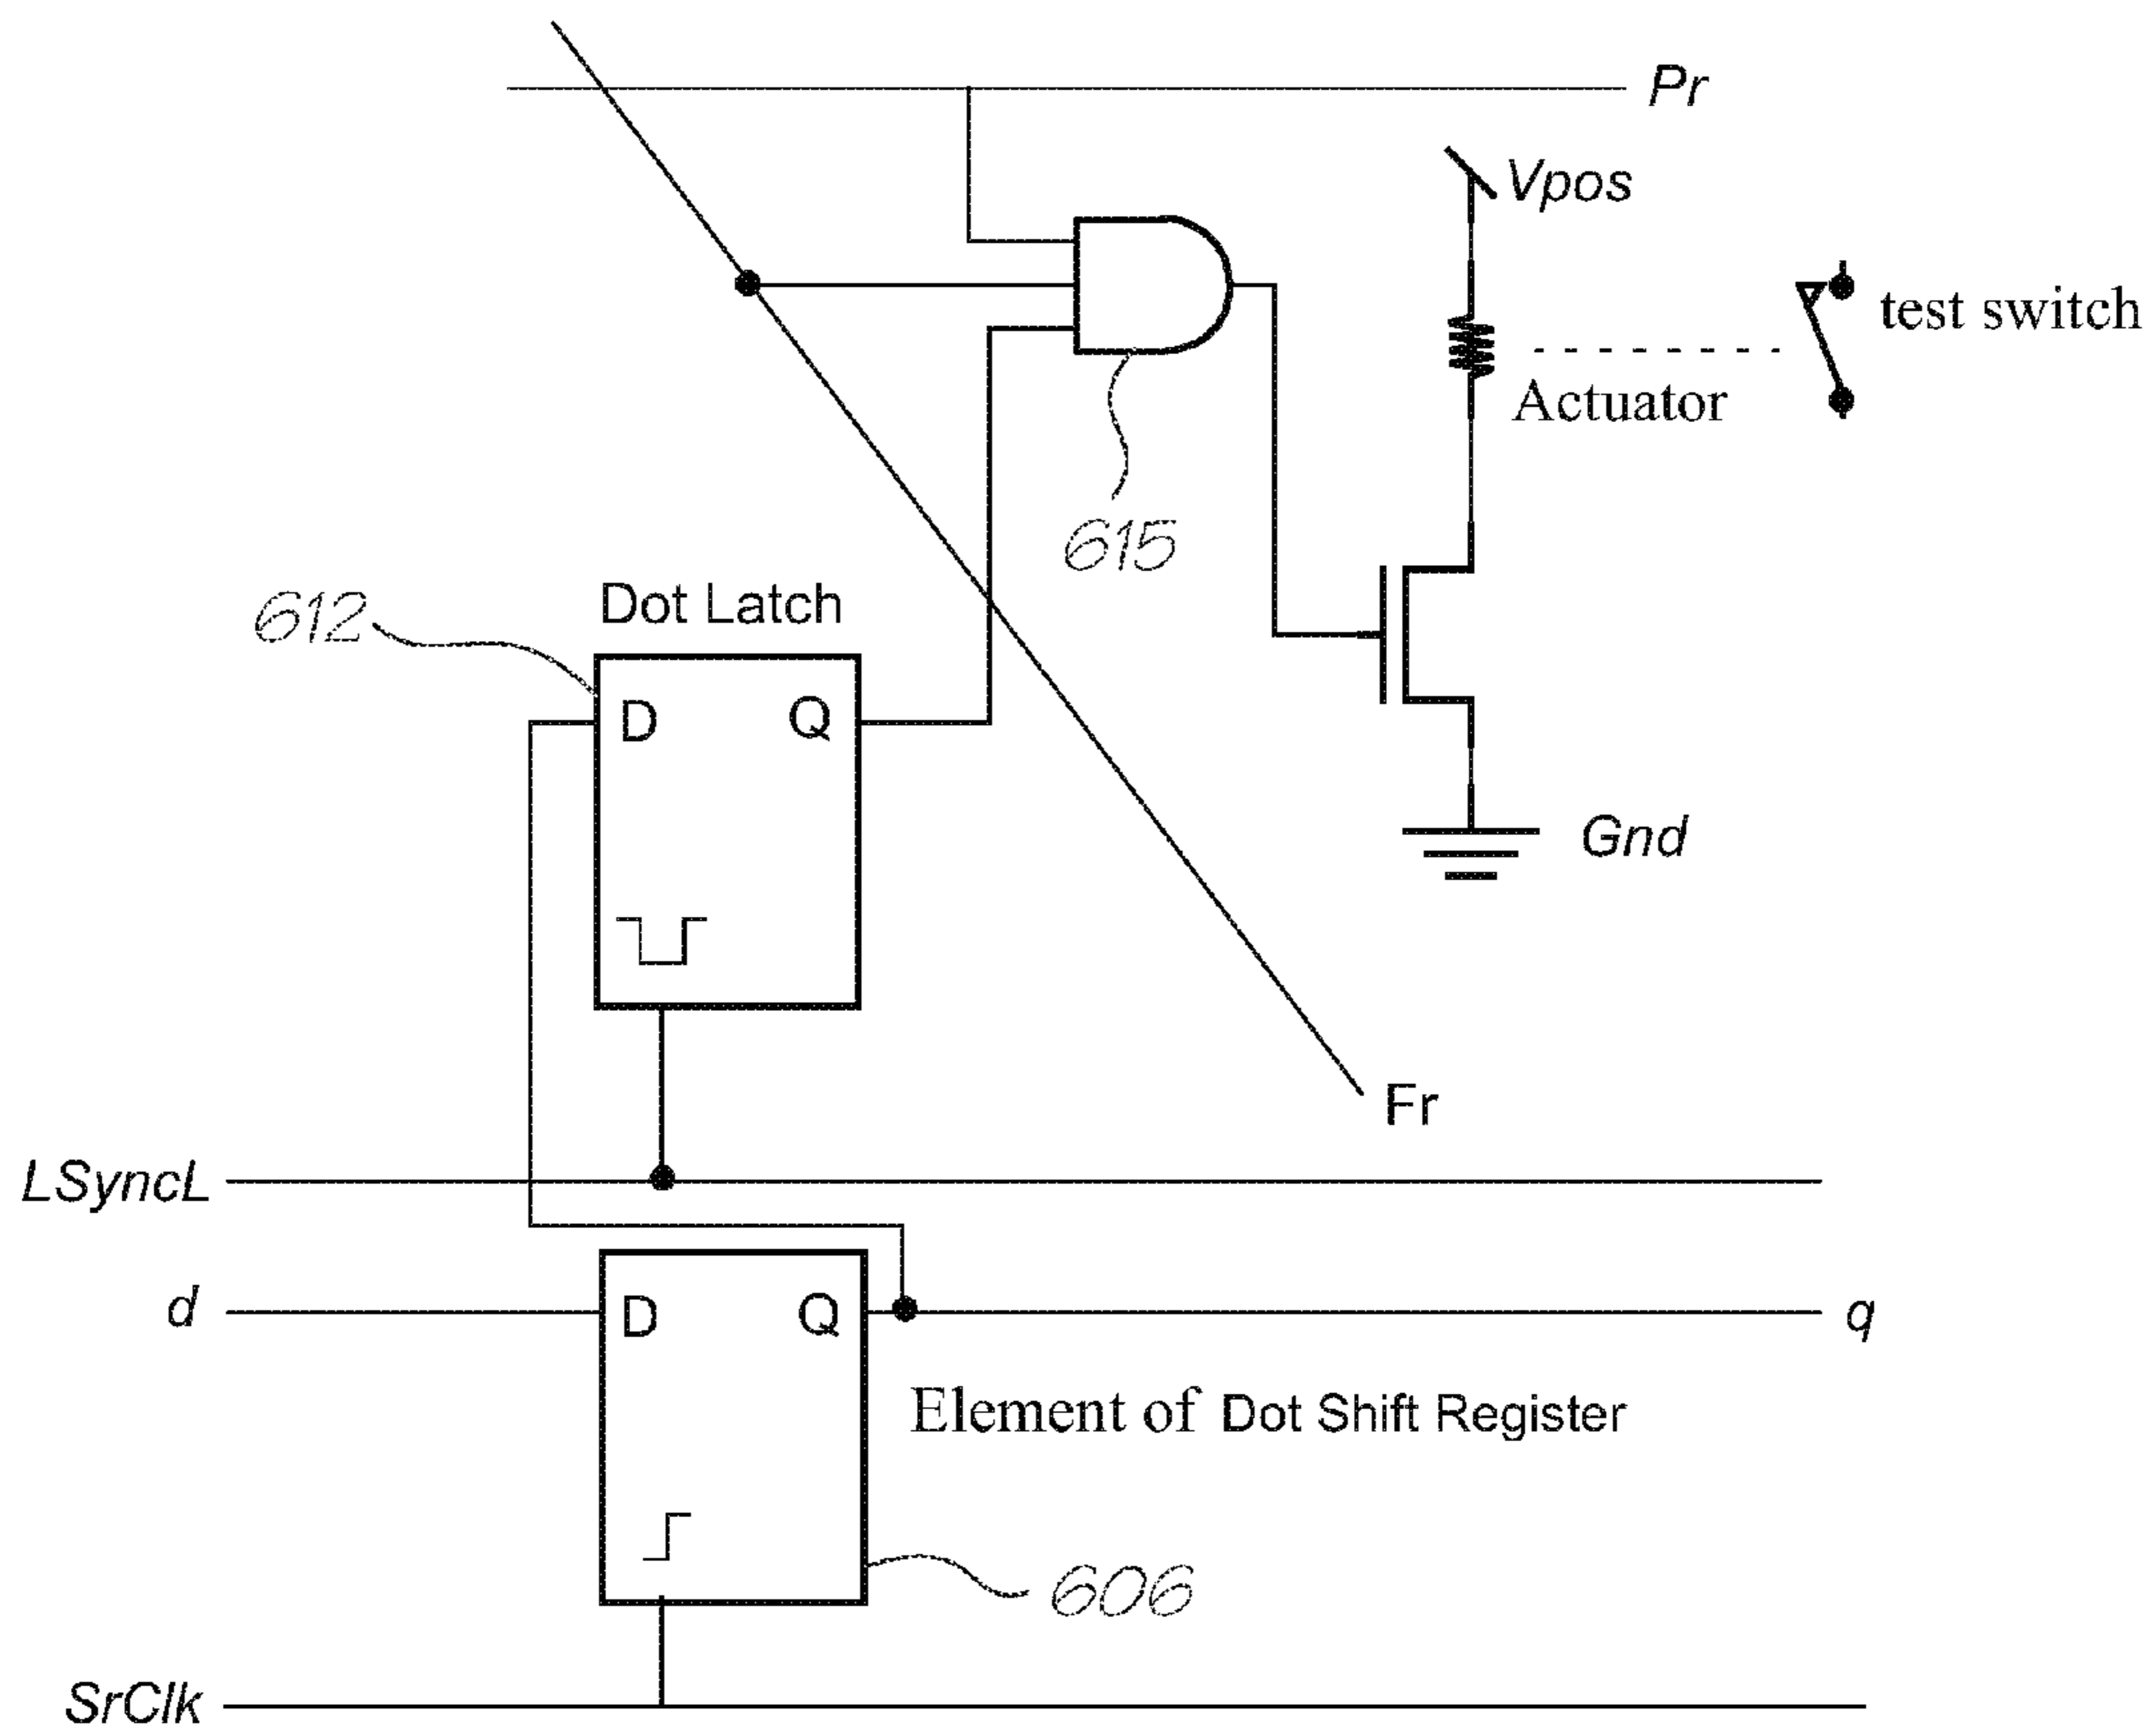 Pr
Vpos
test switch
Actuator
615
612
Dot Latch
D Q
Gnd
Fr
LSyncL
d
D Q
q
Element of Dot Shift Register
606
SrClk